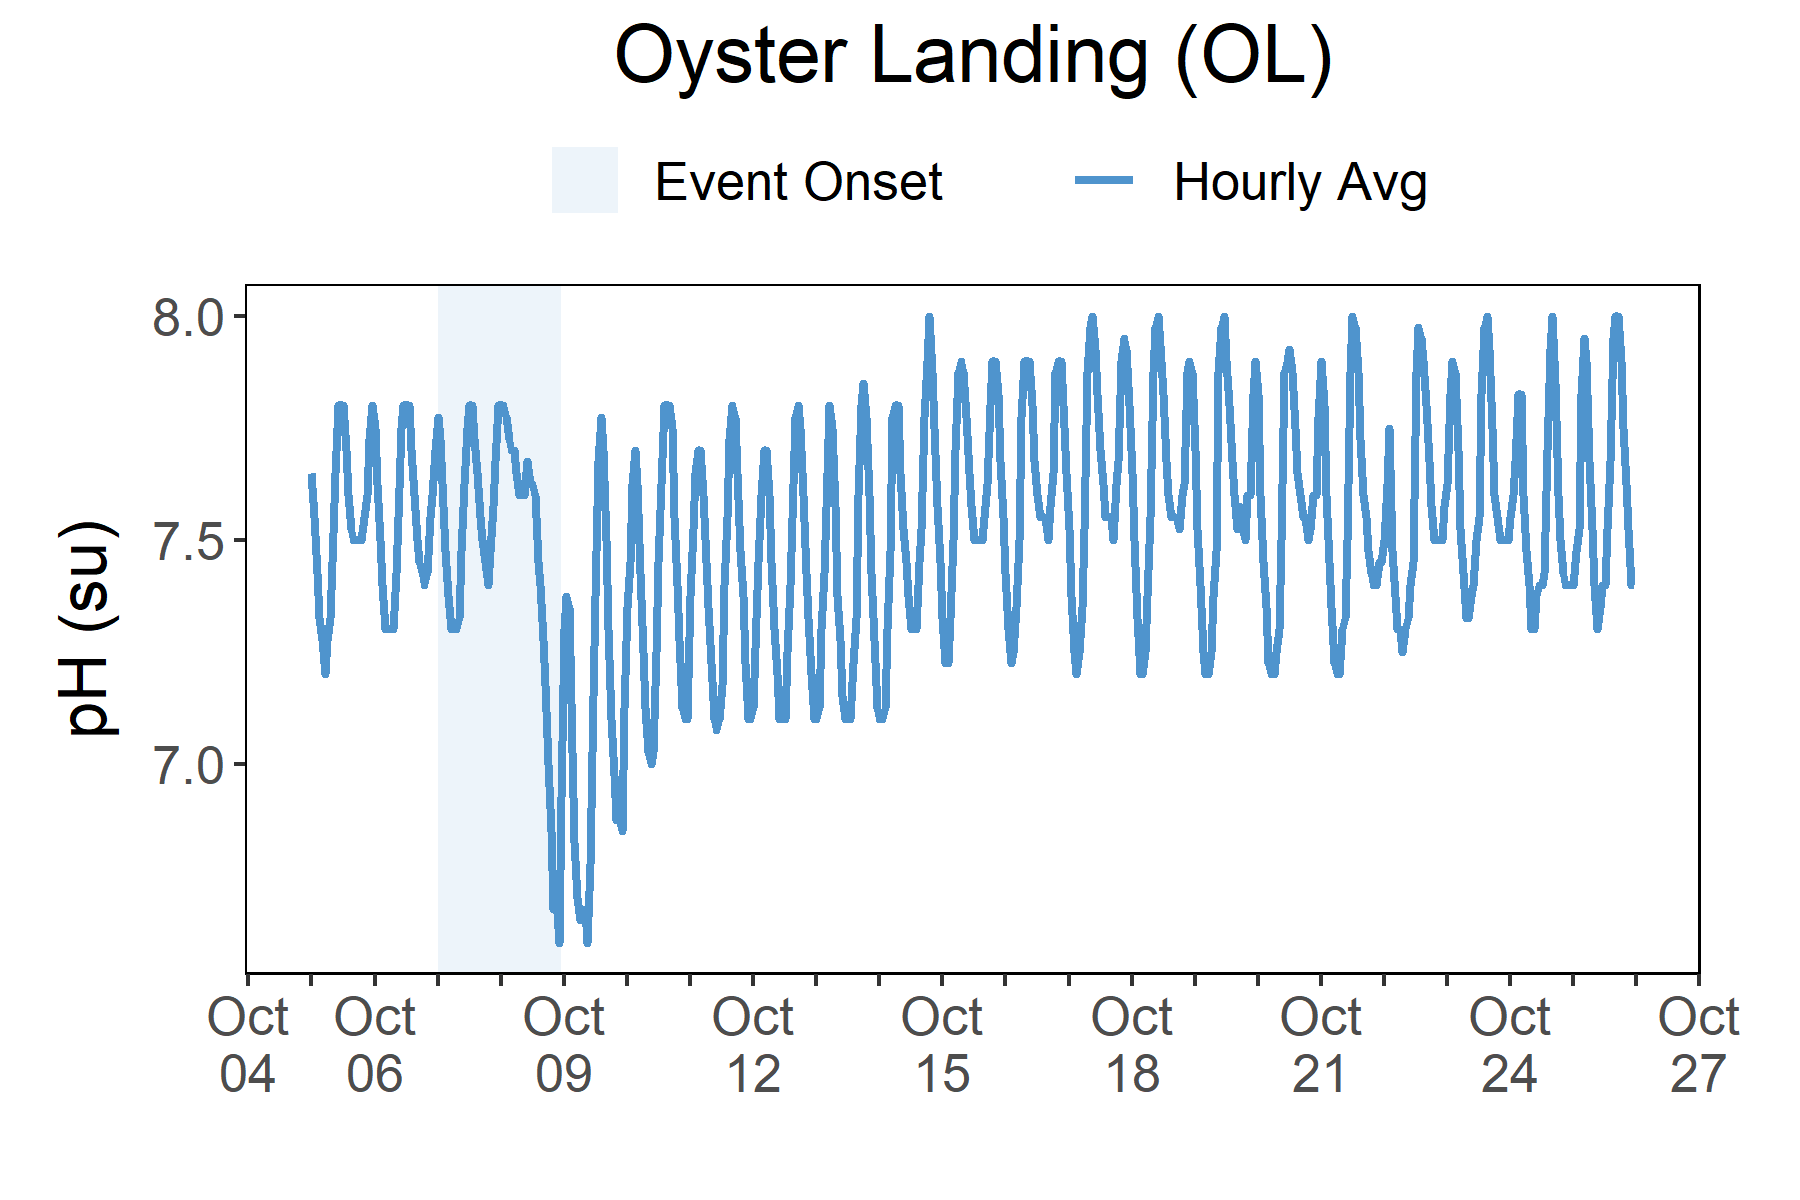 Oyster Landing (OL)
Event Onset Hourly Avg
pH (su)
8.0
7.5
7.0
Oct Oct Oct Oct Oct Oct Oct Oct Oct
04 06 09 12 15 18 21 24 27